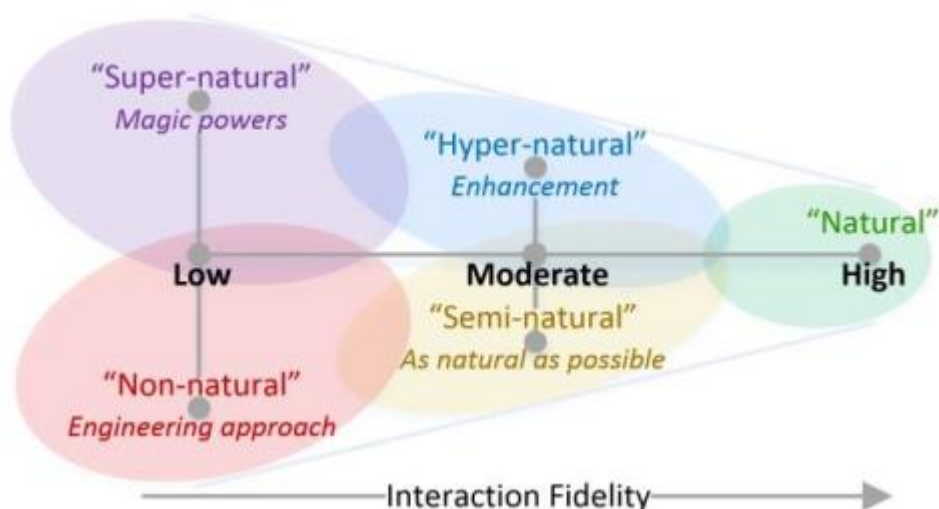 “Super-natural”
Magic powers
“Hyper-natural”
Enhancement
“Natural”
Low
Moderate
High
“Semi-natural”
As natural as possible
“Non-natural”
Engineering approach
Interaction Fidelity